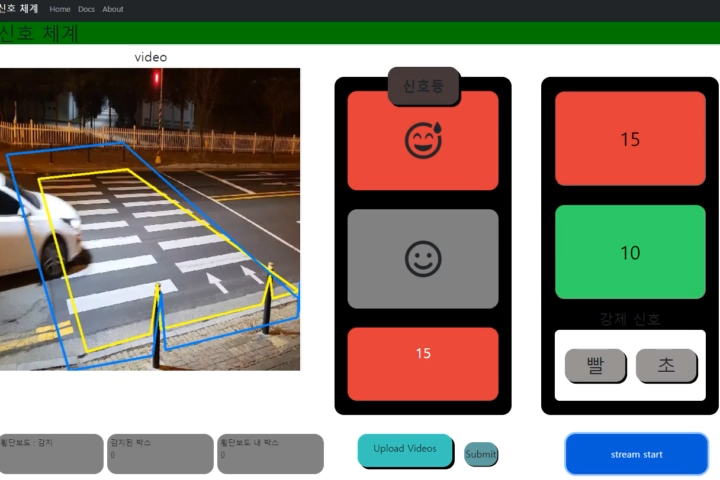 신호 체계 Home Docs About
신호 체계
video
신호등
15
15
10
강제 신호
빨 초
횡단보도 : 감지
감지된 박스
0
횡단보도 내 박스
0
Upload Videos
Submit
stream start